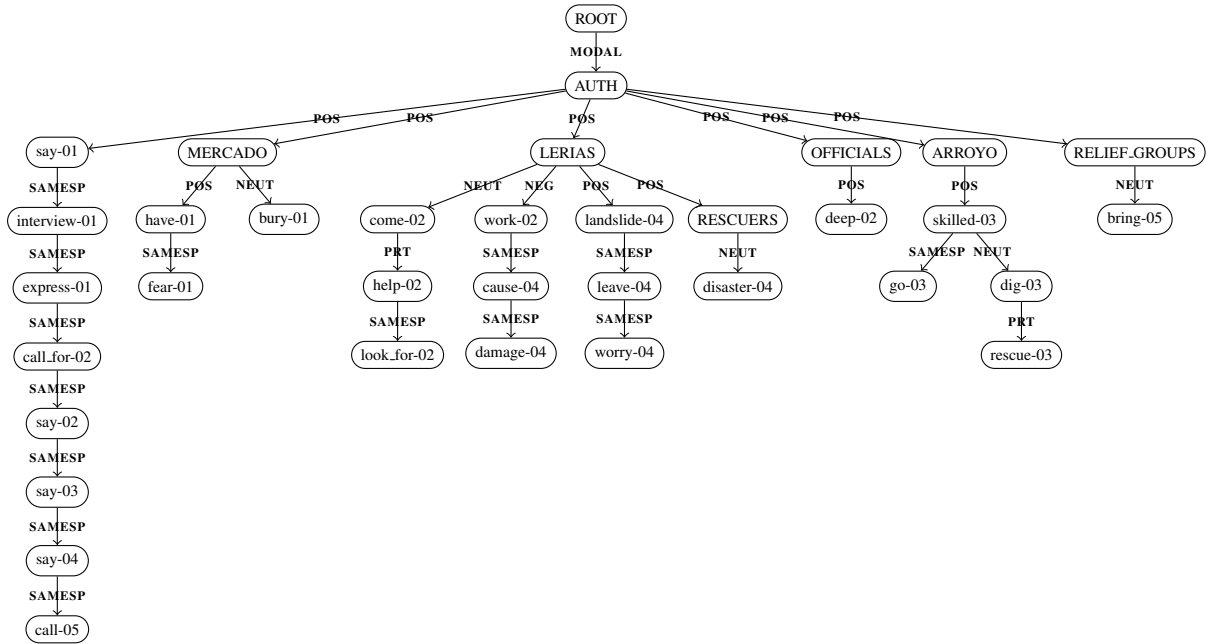 ROOT
MODAL
AUTH
POS POS POS POS POS POS
say-01 MERCADO LERIAS OFFICIALS ARROYO RELIEF_GROUPS
SAMESP POS NEUT NEUT NEG POS POS POS POS NEUT
interview-01 have-01 bury-01 come-02 work-02 landslide-04 RESCUERS deep-02 skilled-03 bring-05
SAMESP SAMESP PRT SAMESP SAMESP NEUT SAMESP NEUT
express-01 fear-01 help-02 cause-04 leave-04 disaster-04 go-03 dig-03
SAMESP SAMESP SAMESP SAMESP PRT
call_for-02 look_for-02 damage-04 worry-04 rescue-03
SAMESP
say-02
SAMESP
say-03
SAMESP
say-04
SAMESP
call-05